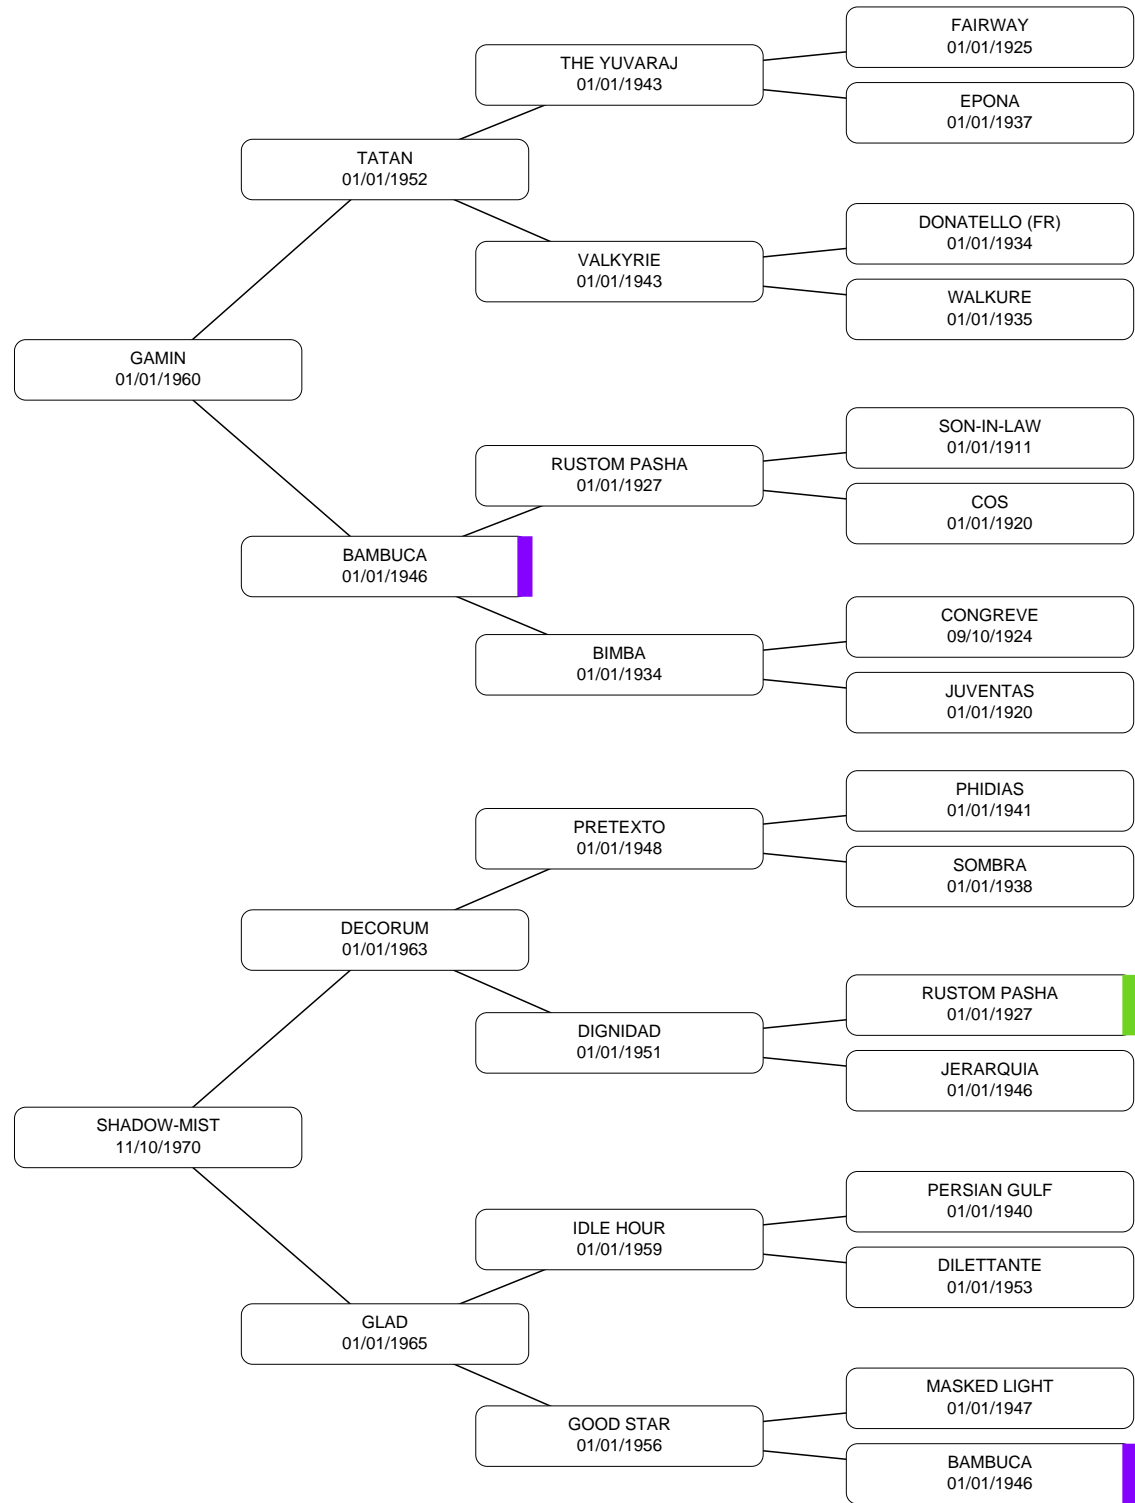 FAIRWAY
01/01/1925
THE YUVARAJ
01/01/1943
EPONA
01/01/1937
TATAN
01/01/1952
DONATELLO (FR)
01/01/1934
VALKYRIE
01/01/1943
WALKURE
01/01/1935
GAMIN
01/01/1960
SON-IN-LAW
01/01/1911
RUSTOM PASHA
01/01/1927
COS
01/01/1920
BAMBUCA
01/01/1946
CONGREVE
09/10/1924
BIMBA
01/01/1934
JUVENTAS
01/01/1920
PHIDIAS
01/01/1941
PRETEXTO
01/01/1948
SOMBRA
01/01/1938
DECORUM
01/01/1963
RUSTOM PASHA
01/01/1927
DIGNIDAD
01/01/1951
JERARQUIA
01/01/1946
SHADOW-MIST
11/10/1970
PERSIAN GULF
01/01/1940
IDLE HOUR
01/01/1959
DILETTANTE
01/01/1953
GLAD
01/01/1965
MASKED LIGHT
01/01/1947
GOOD STAR
01/01/1956
BAMBUCA
01/01/1946